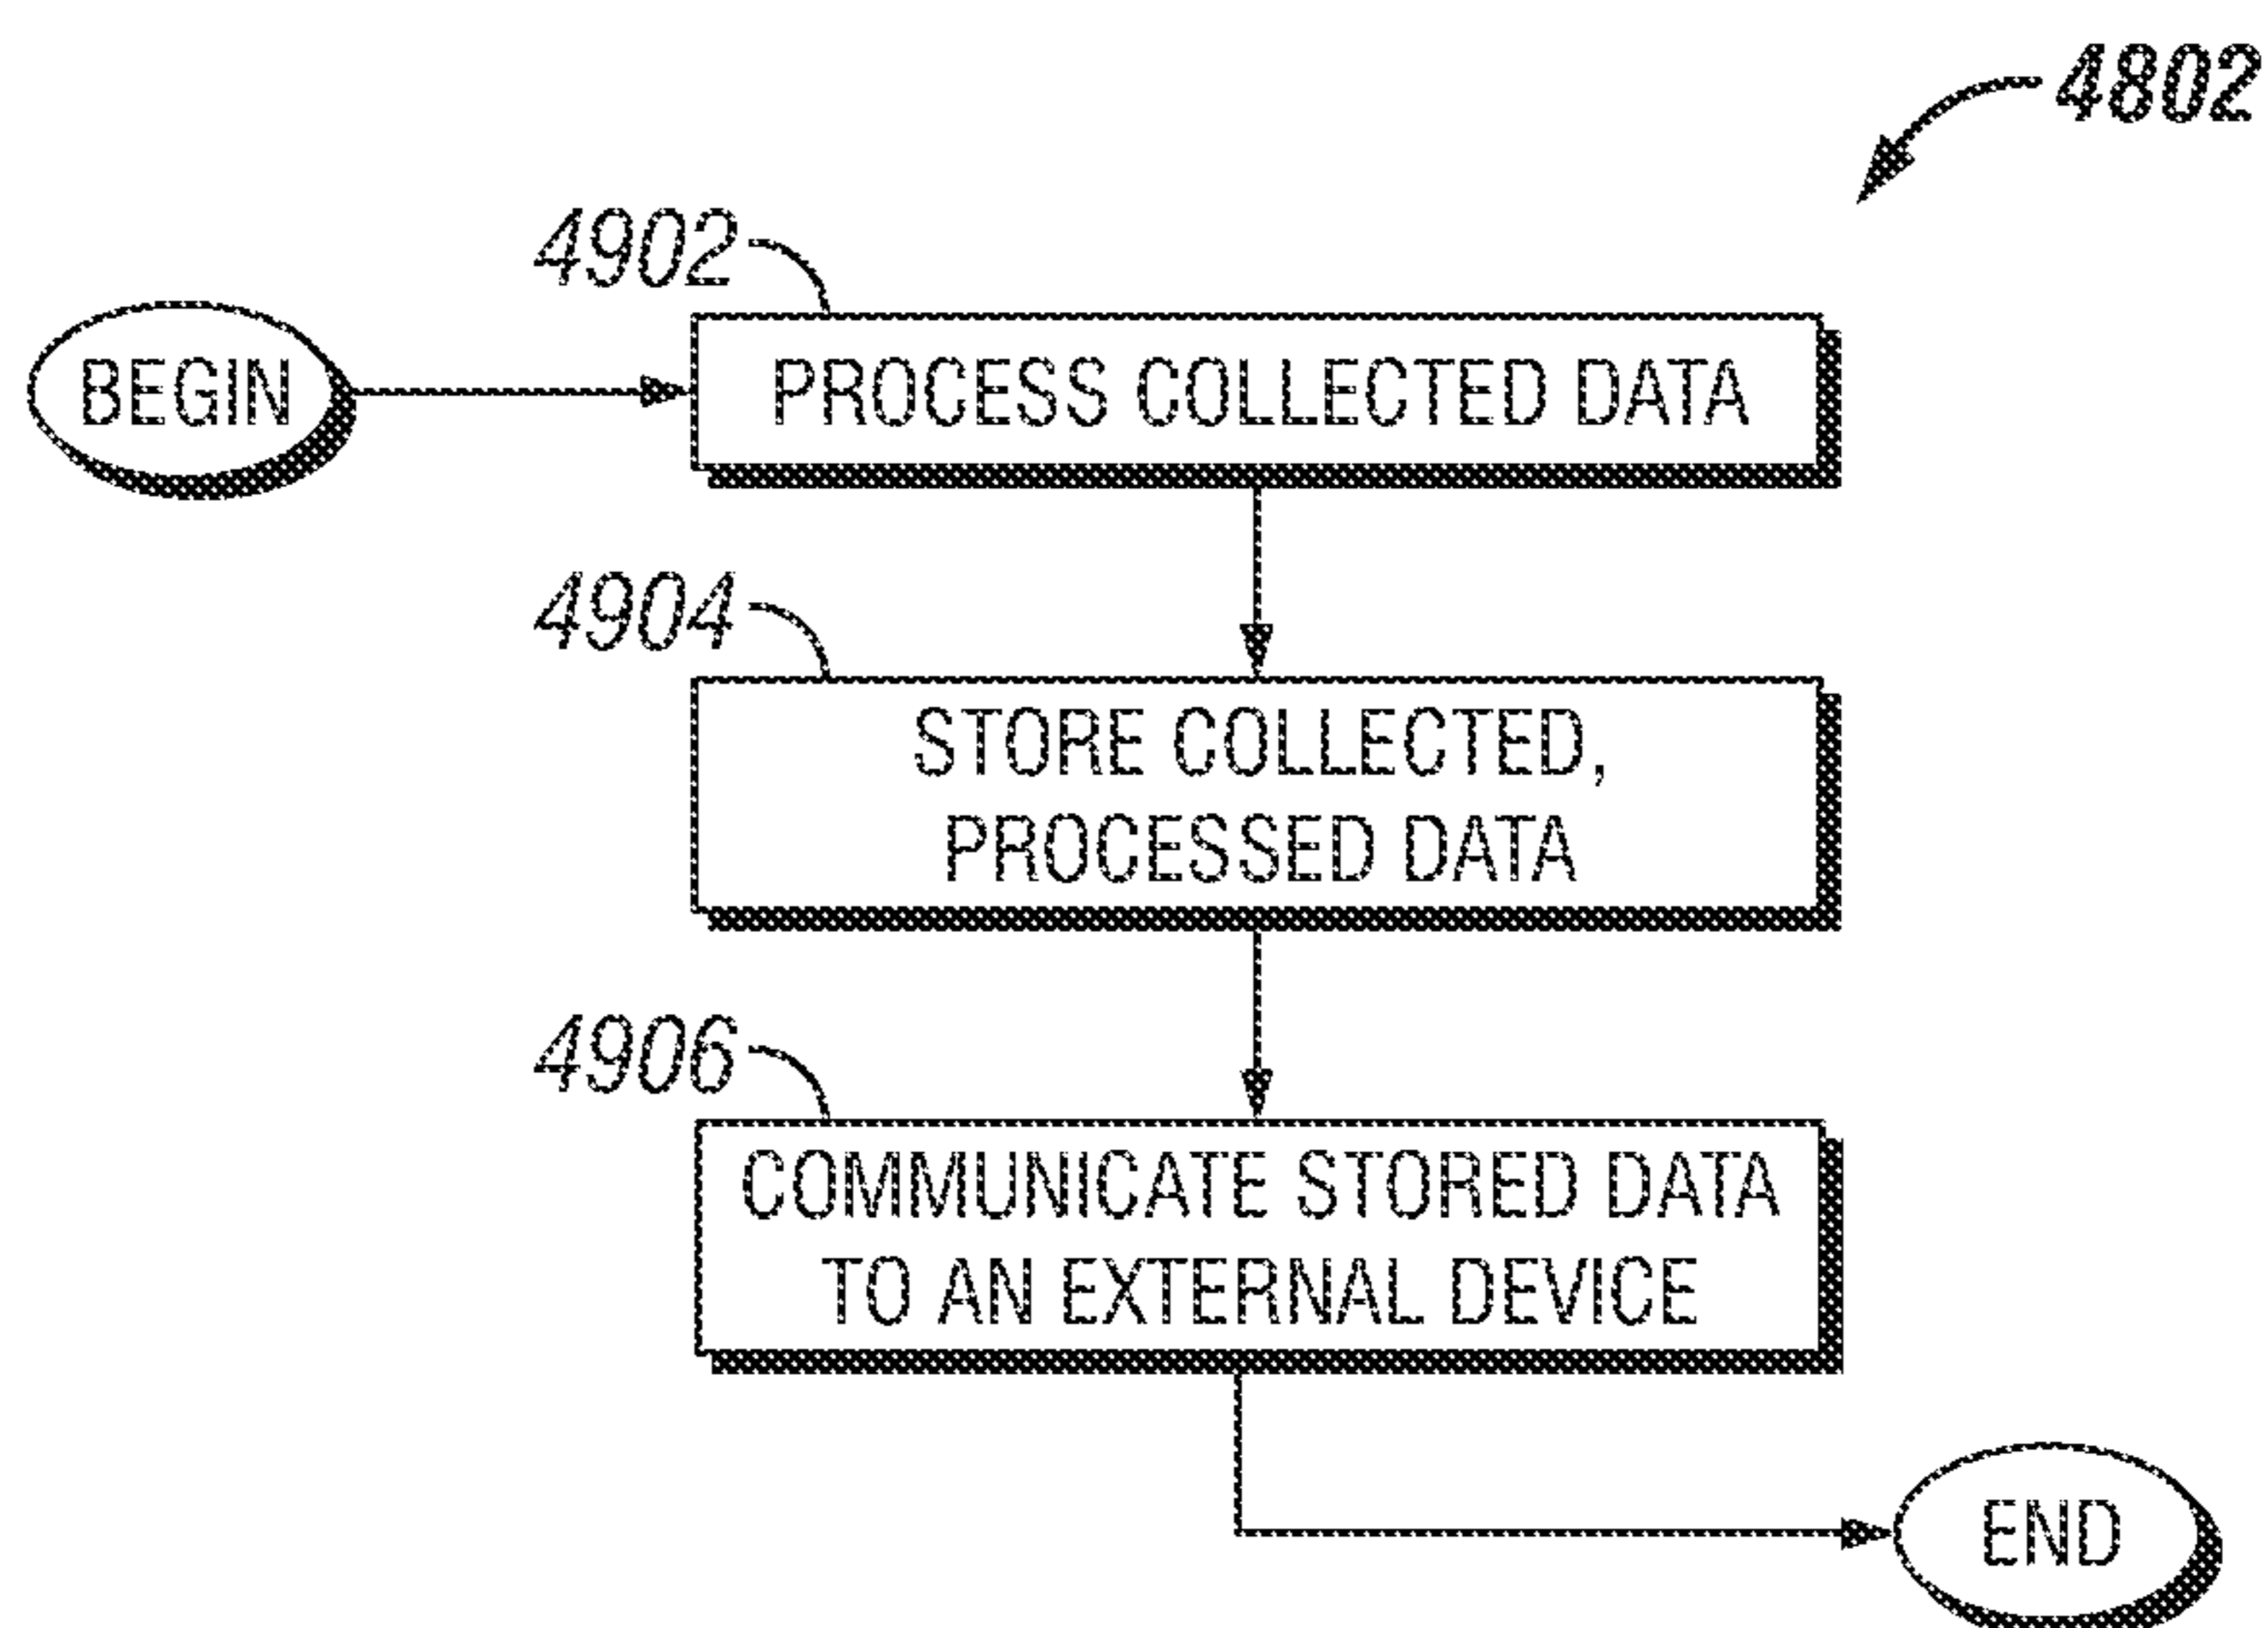 4802
4902
BEGIN
PROCESS COLLECTED DATA
4904
STORE COLLECTED,
PROCESSED DATA
4906
COMMUNICATE STORED DATA
TO AN EXTERNAL DEVICE
END